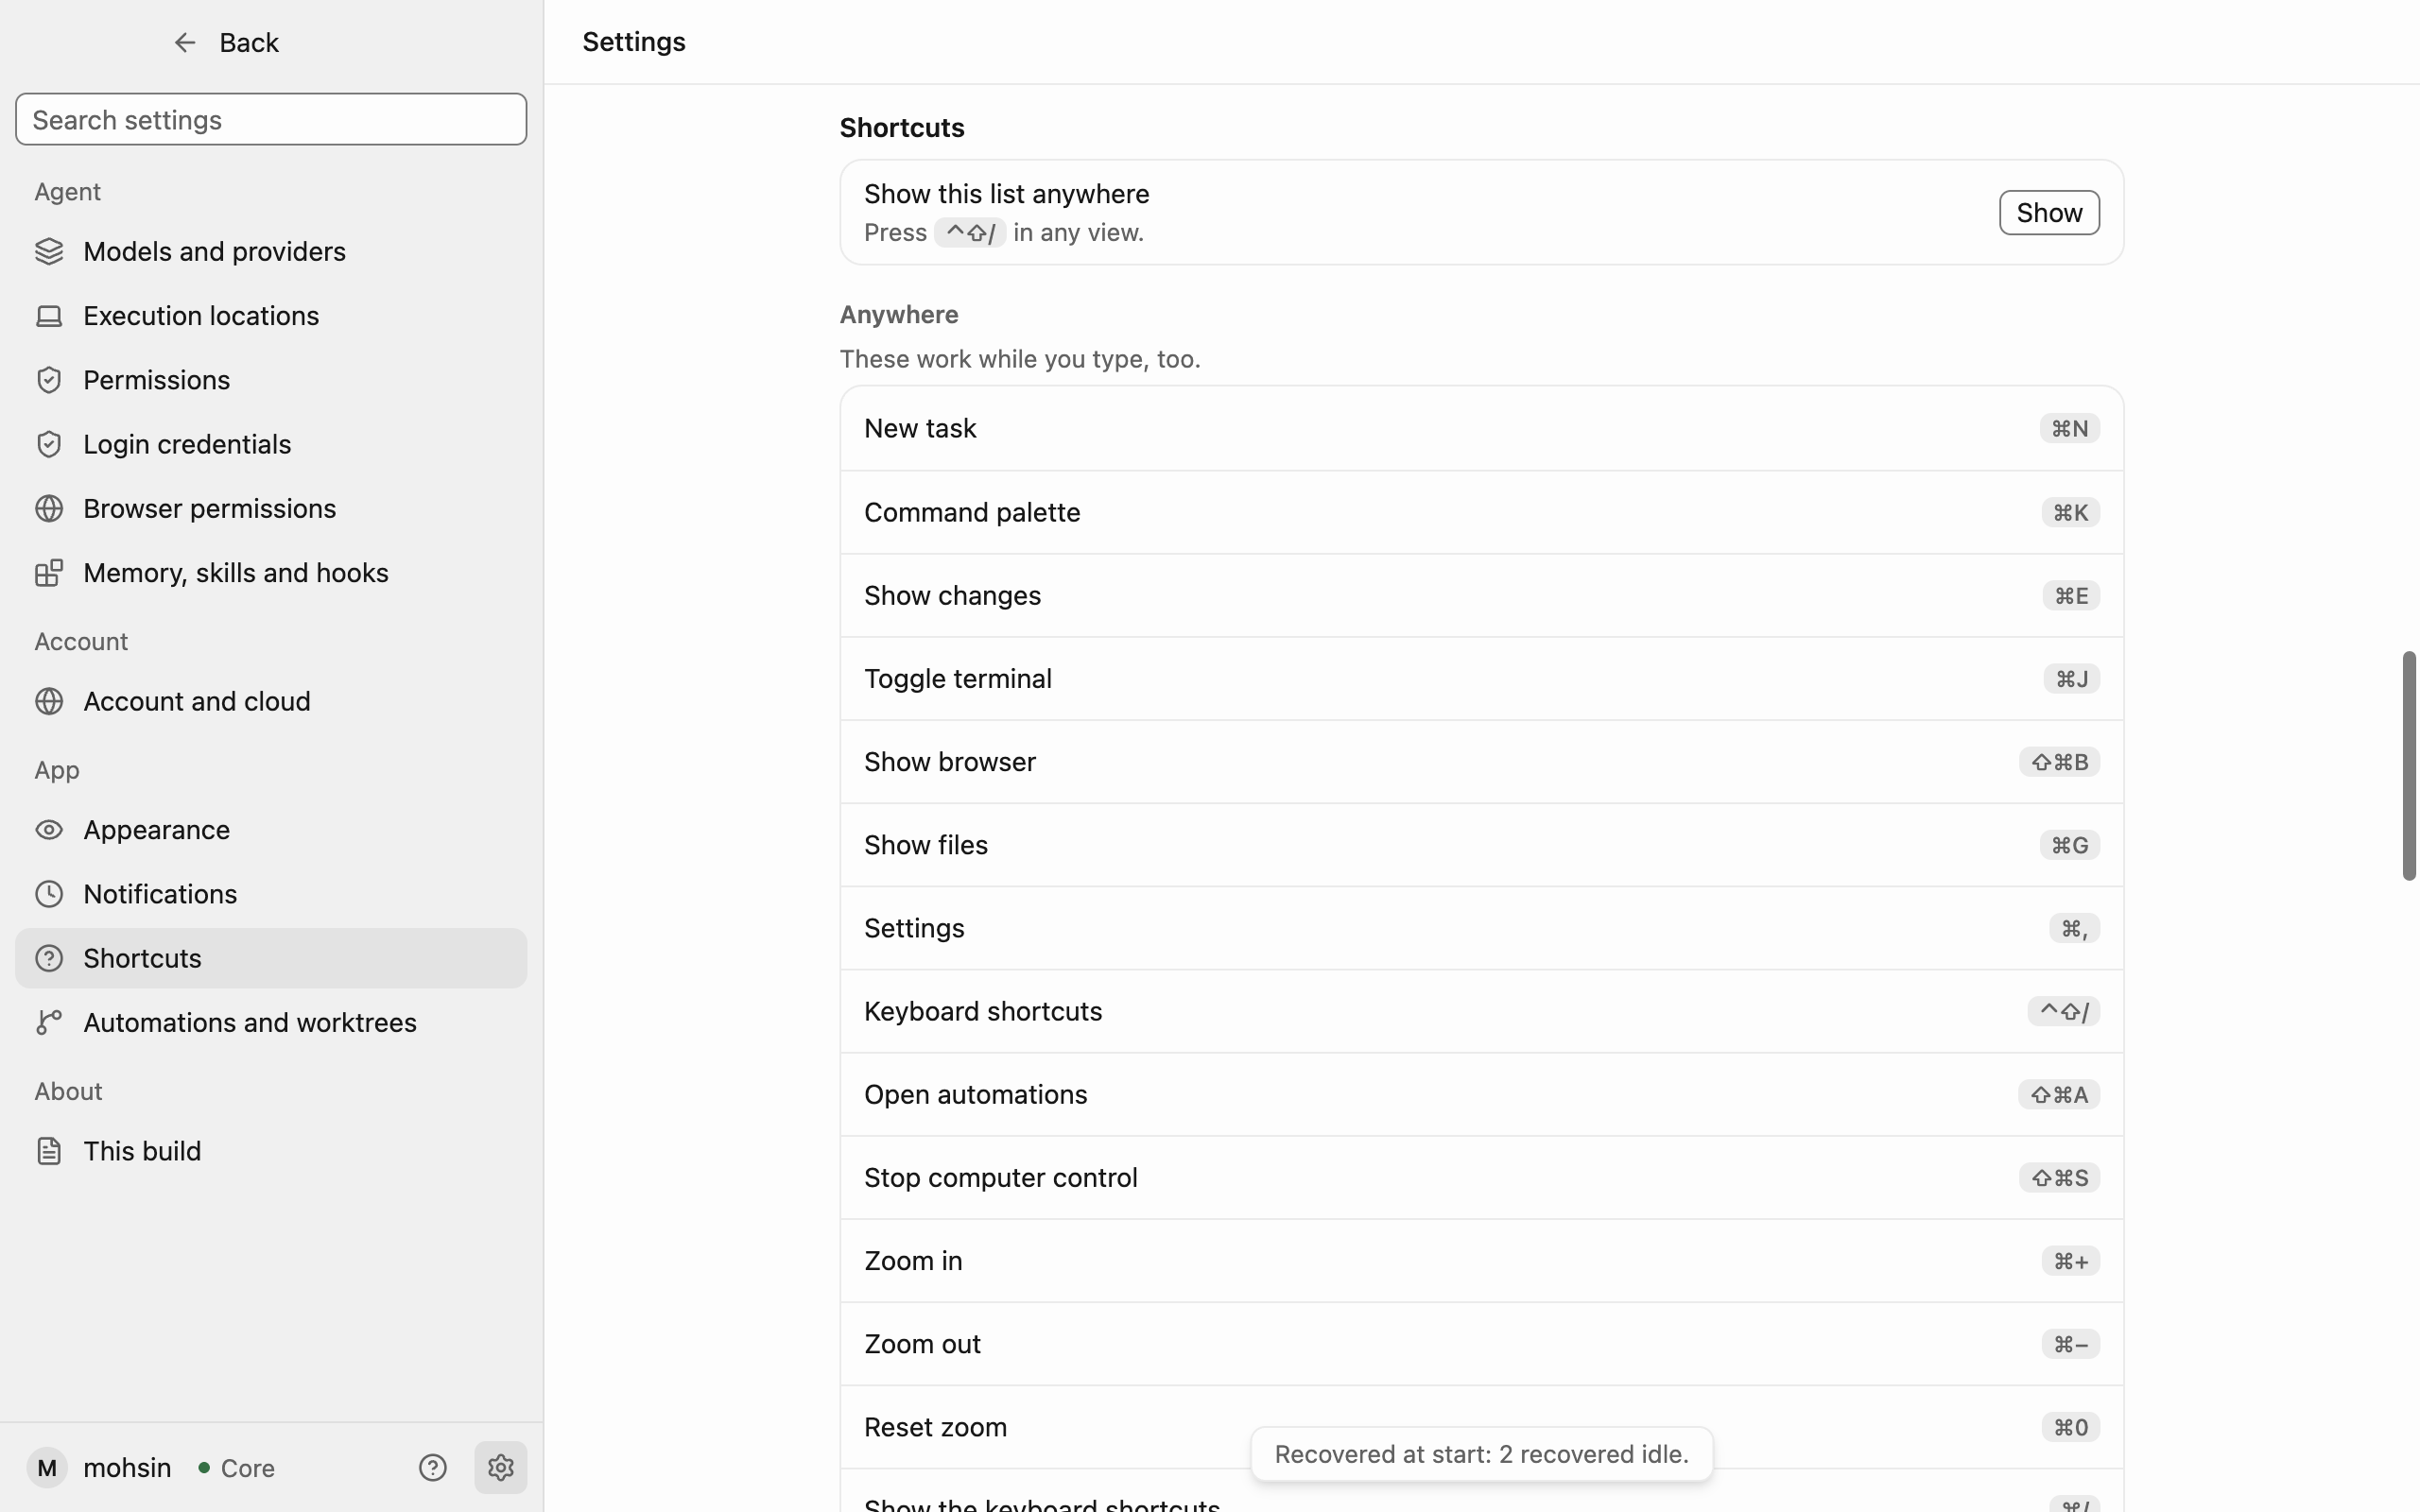 Back
Search settings
Agent
Models and providers
Execution locations
Permissions
Login credentials
Browser permissions
Memory, skills and hooks
Account
Account and cloud
App
Appearance
Notifications
Shortcuts
Automations and worktrees
About
This build
M mohsin Core
Settings
Shortcuts
Show this list anywhere
Press ^⇧/ in any view.
Show
Anywhere
These work while you type, too.
New task ⌘N
Command palette ⌘K
Show changes ⌘E
Toggle terminal ⌘J
Show browser ⇧⌘B
Show files ⌘G
Settings ⌘,
Keyboard shortcuts ^⇧/
Open automations ⇧⌘A
Stop computer control ⇧⌘S
Zoom in ⌘+
Zoom out ⌘−
Reset zoom ⌘0
Recovered at start: 2 recovered idle.
Show the keyboard shortcuts ⌘/